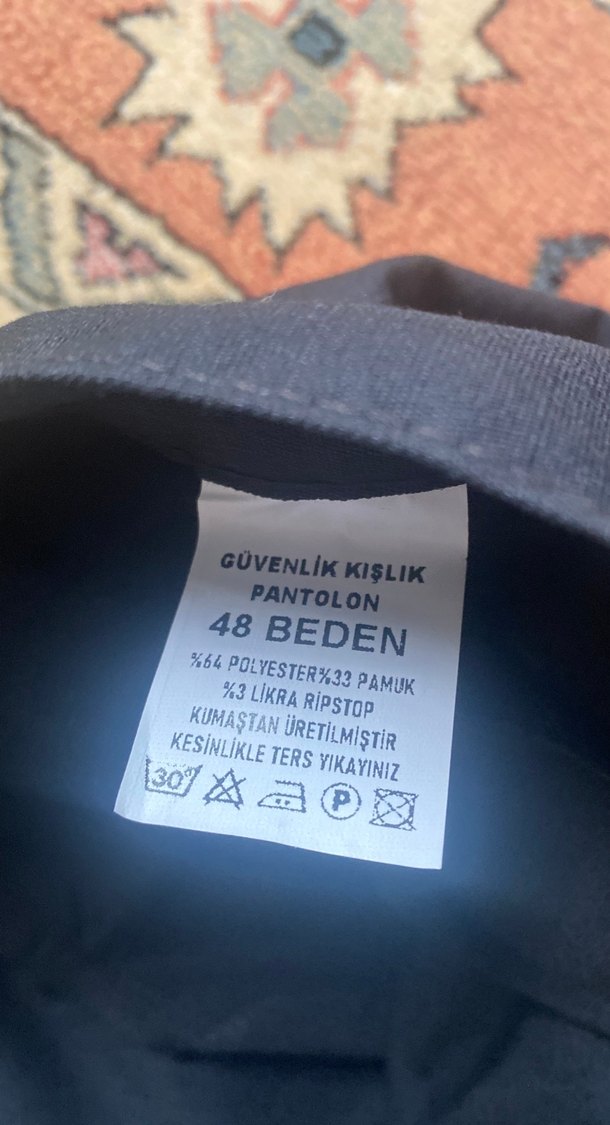 GÜVENLİK KIŞLIK
PANTOLON
48 BEDEN
%64 POLYESTER%33 PAMUK
%3 LİKRA RİPSTOP
KUMAŞTAN ÜRETİLMİŞTİR
KESİNLİKLE TERS YIKAYINIZ
30° P